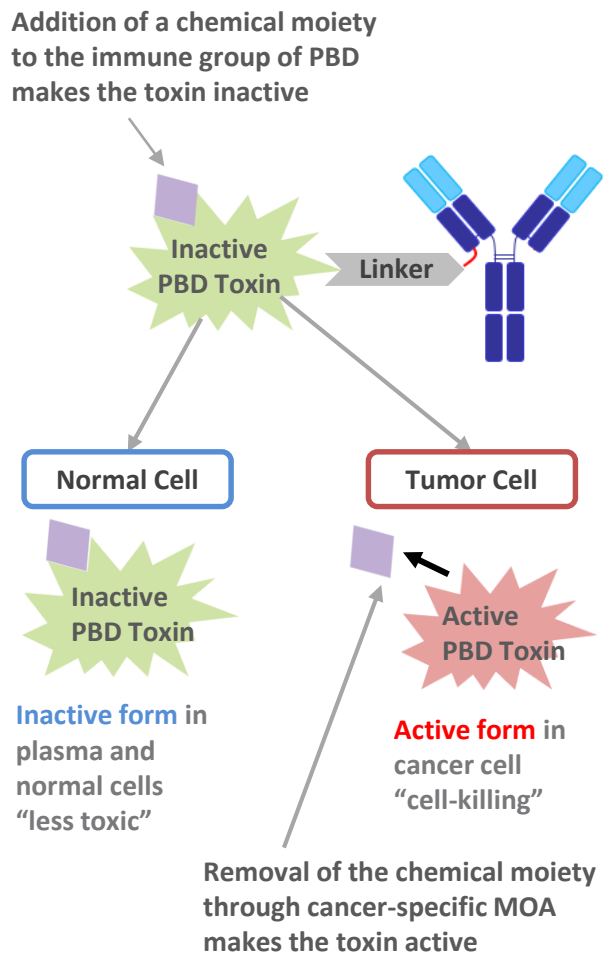 Addition of a chemical moiety
to the immune group of PBD
makes the toxin inactive
Inactive
PBD Toxin
Linker
Normal Cell
Tumor Cell
Inactive
PBD Toxin
Active
PBD Toxin
Inactive form in
plasma and
normal cells
“less toxic”
Active form in
cancer cell
“cell-killing”
Removal of the chemical moiety
through cancer-specific MOA
makes the toxin active